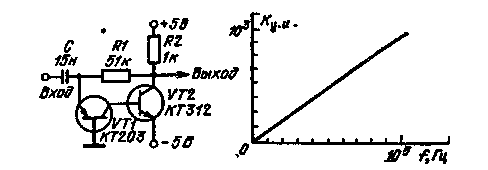 +5В
C
15н
R1
51к
R2
1к
Вход
Выход
VT1
КТ203
VT2
КТ312
-5В
10³
Kу.и.
0
10⁵ f, Гц